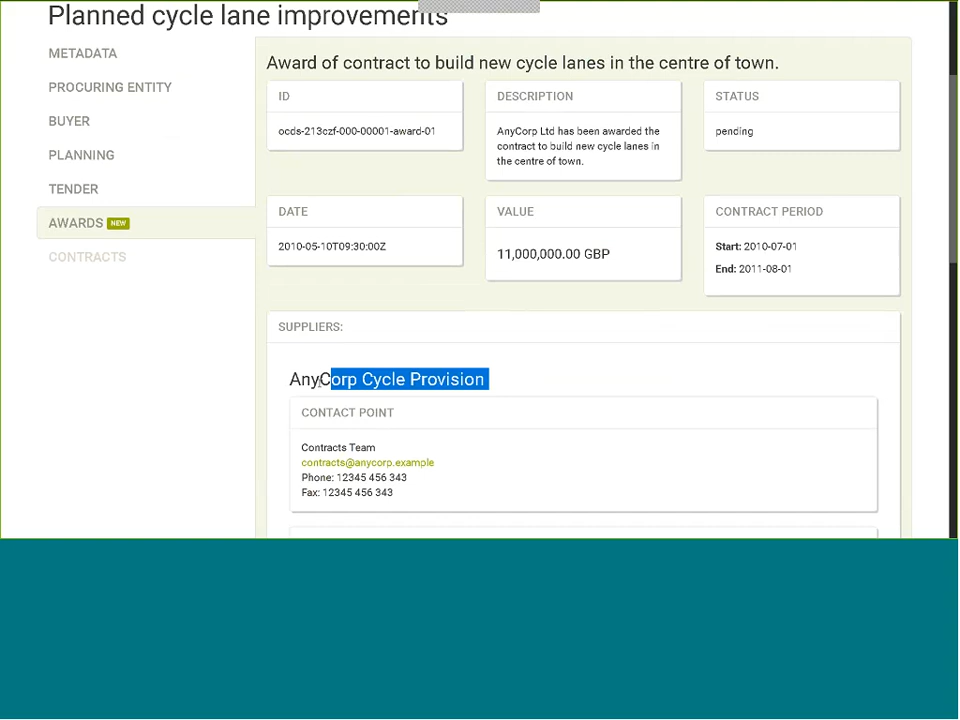 Planned cycle lane improvements
METADATA
PROCURING ENTITY
BUYER
PLANNING
TENDER
AWARDS NEW
CONTRACTS
Award of contract to build new cycle lanes in the centre of town.
ID
ocds-213czf-000-00001-award-01
DESCRIPTION
AnyCorp Ltd has been awarded the
contract to build new cycle lanes in
the centre of town.
STATUS
pending
DATE
2010-05-10T09:30:00Z
VALUE
11,000,000.00 GBP
CONTRACT PERIOD
Start: 2010-07-01
End: 2011-08-01
SUPPLIERS:
AnyCorp Cycle Provision
CONTACT POINT
Contracts Team
contracts@anycorp.example
Phone: 12345 456 343
Fax: 12345 456 343